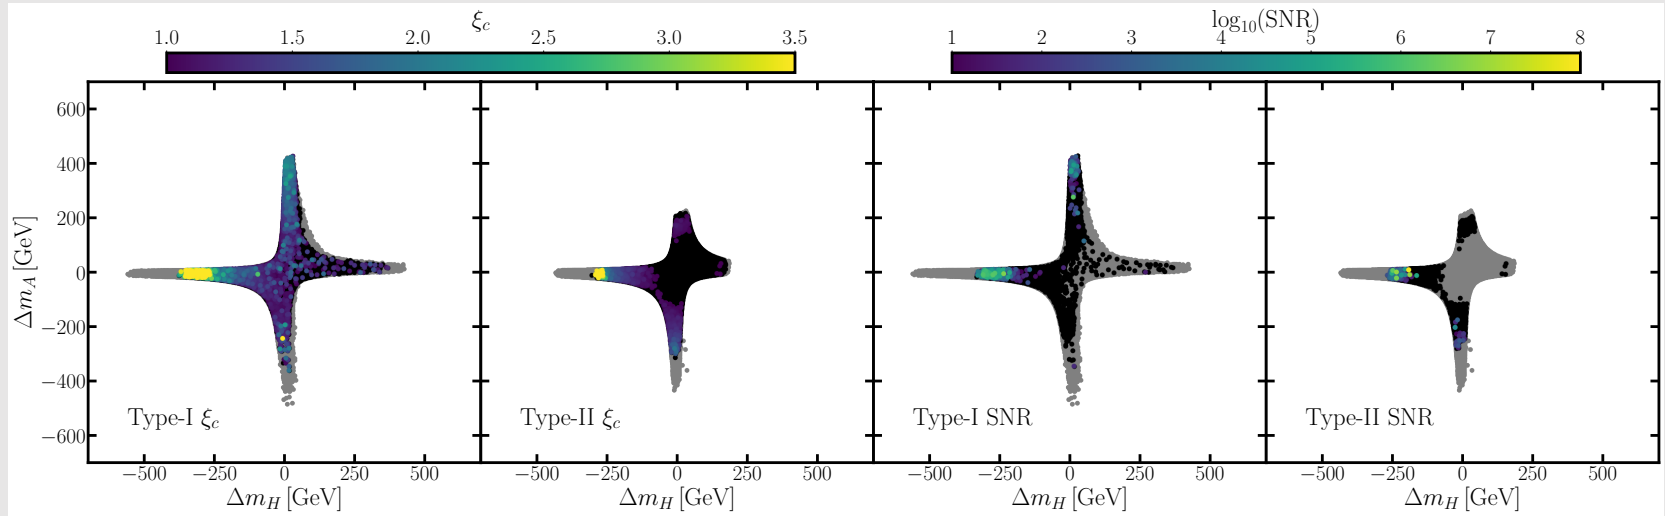 ξc
log10(SNR)
1.0 1.5 2.0 2.5 3.0 3.5
1 2 3 4 5 6 7 8
600
400
200
0
−200
−400
−600
ΔmA [GeV]
Type-I ξc
Type-II ξc
Type-I SNR
Type-II SNR
−500 −250 0 250 500
−500 −250 0 250 500
−500 −250 0 250 500
−500 −250 0 250 500
ΔmH [GeV]
ΔmH [GeV]
ΔmH [GeV]
ΔmH [GeV]